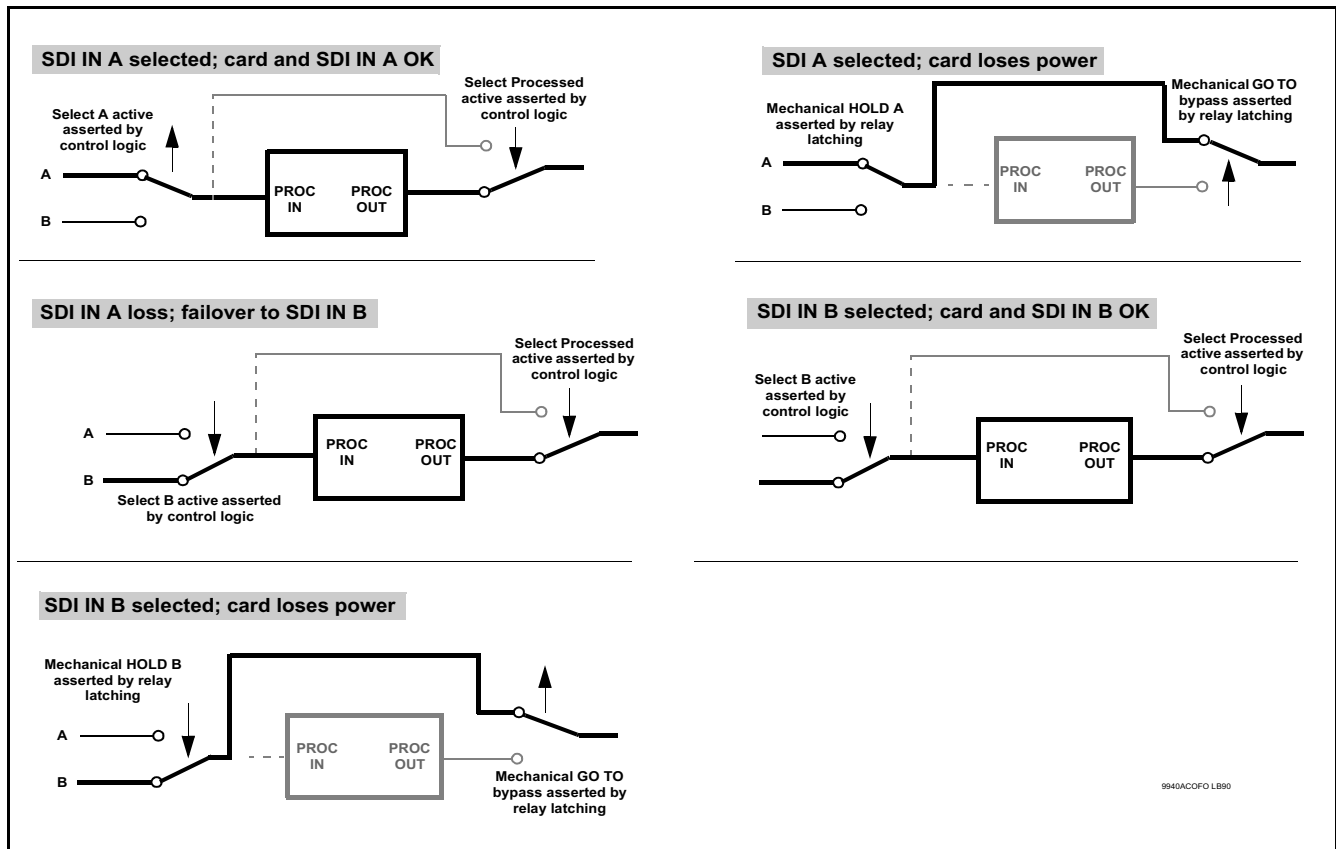 SDI IN A selected; card and SDI IN A OK
Select A active
asserted by
control logic
Select Processed
active asserted by
control logic
A
B
PROC
IN
PROC
OUT
SDI A selected; card loses power
Mechanical HOLD A
asserted by relay
latching
Mechanical GO TO
bypass asserted
by relay latching
A
B
PROC
IN
PROC
OUT
SDI IN A loss; failover to SDI IN B
Select Processed
active asserted by
control logic
A
B
PROC
IN
PROC
OUT
Select B active asserted
by control logic
SDI IN B selected; card and SDI IN B OK
Select B active
asserted by
control logic
Select Processed
active asserted by
control logic
PROC
IN
PROC
OUT
SDI IN B selected; card loses power
Mechanical HOLD B
asserted by relay
latching
A
B
PROC
IN
PROC
OUT
Mechanical GO TO
bypass asserted by
relay latching
9940ACOFO LB90